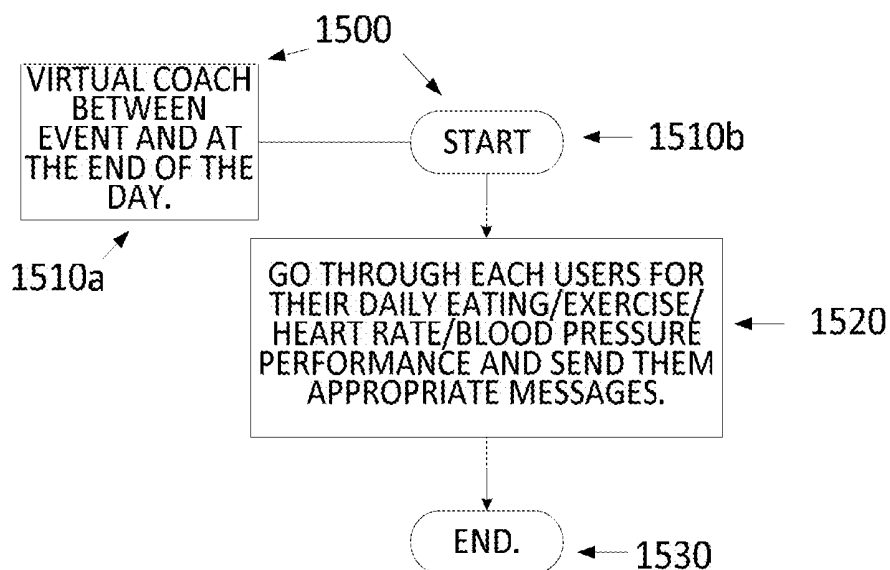 1500
VIRTUAL COACH
BETWEEN
EVENT AND AT
THE END OF THE
DAY.
START
1510b
1510a
GO THROUGH EACH USERS FOR
THEIR DAILY EATING/EXERCISE/
HEART RATE/BLOOD PRESSURE
PERFORMANCE AND SEND THEM
APPROPRIATE MESSAGES.
1520
END.
1530